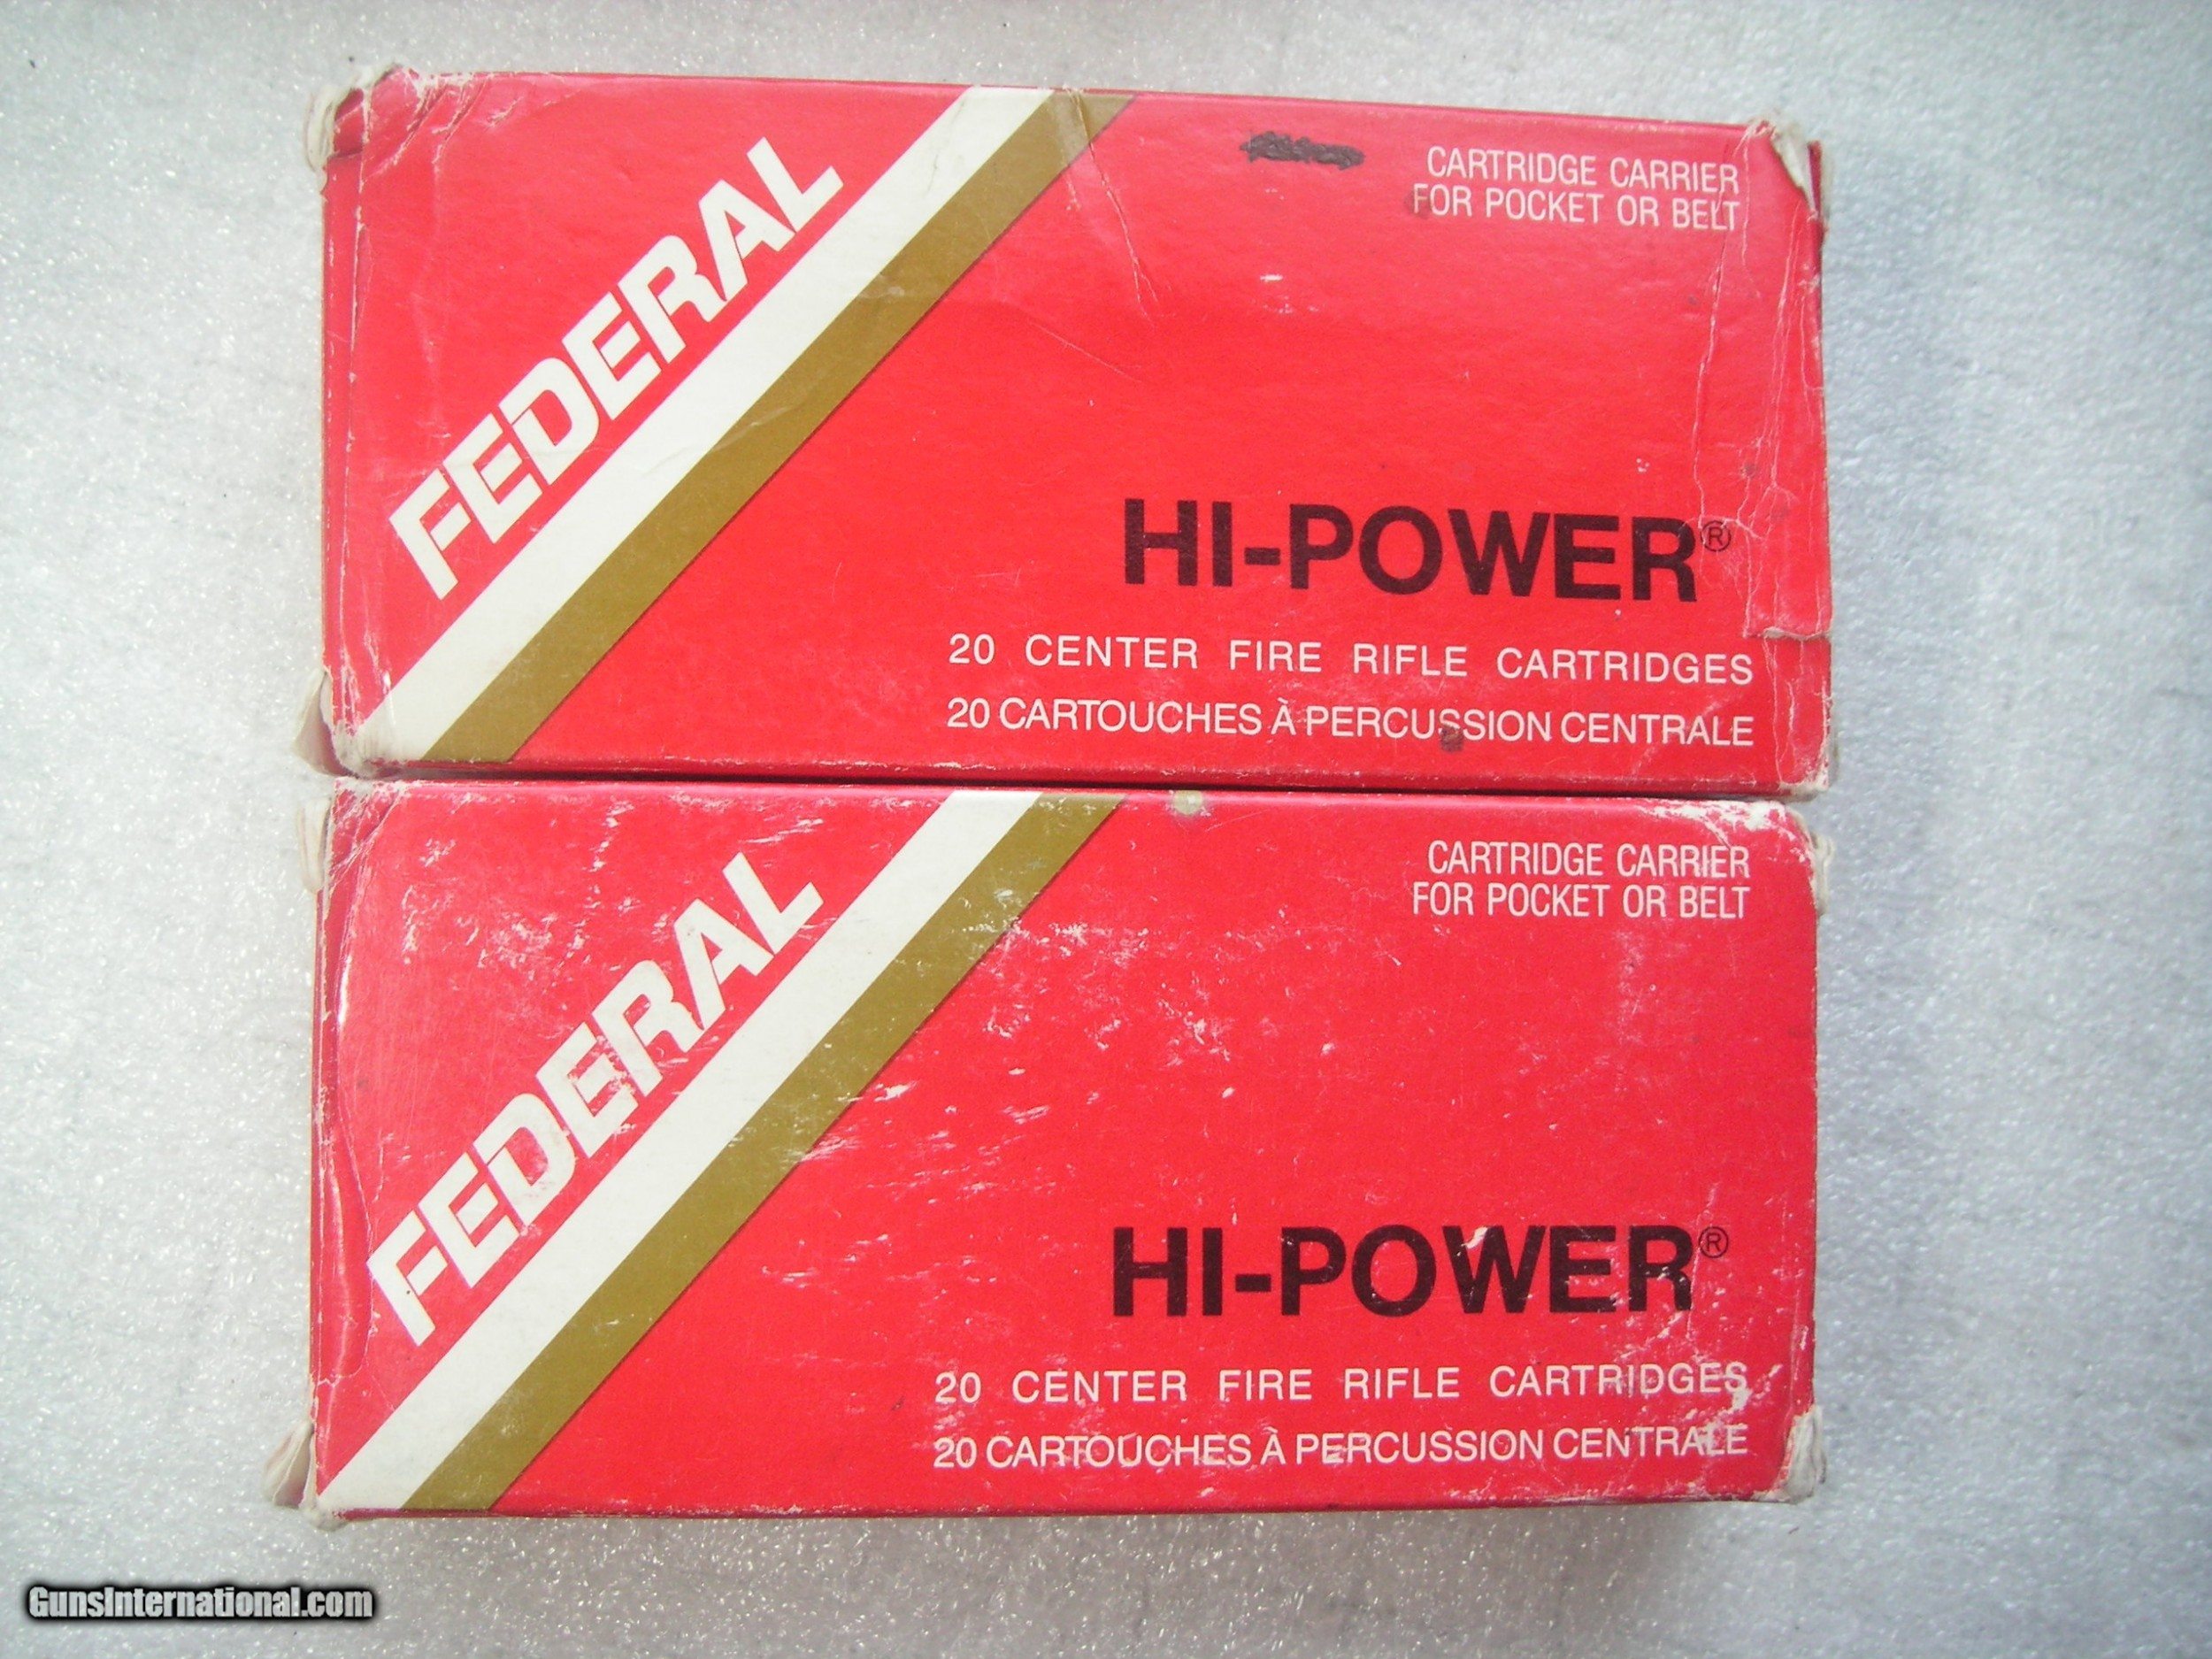 FEDERAL
CARTRIDGE CARRIER
FOR POCKET OR BELT
HI-POWER®
20 CENTER FIRE RIFLE CARTRIDGES
20 CARTOUCHES À PERCUSSION CENTRALE
FEDERAL
CARTRIDGE CARRIER
FOR POCKET OR BELT
HI-POWER®
20 CENTER FIRE RIFLE CARTRIDGES
20 CARTOUCHES À PERCUSSION CENTRALE
GunsInternational.com